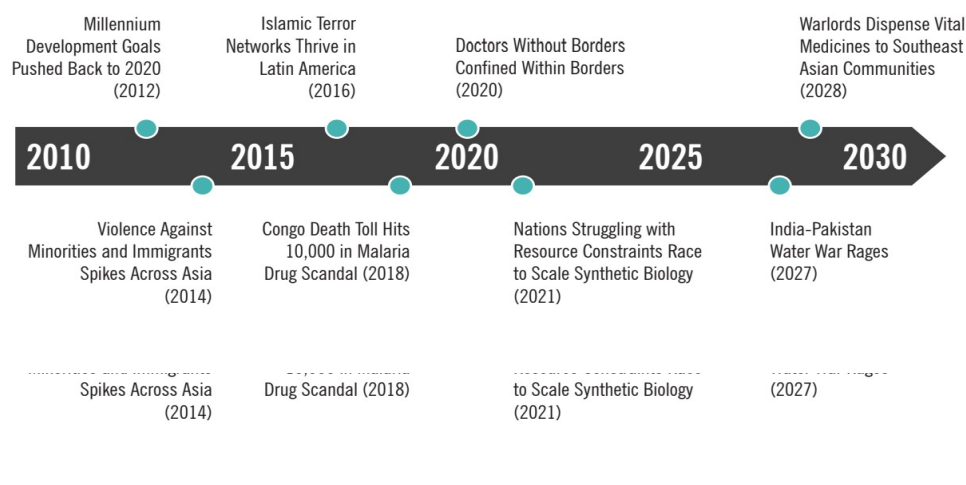 Millennium
Development Goals
Pushed Back to 2020
(2012)
Islamic Terror
Networks Thrive in
Latin America
(2016)
Doctors Without Borders
Confined Within Borders
(2020)
Warlords Dispense Vital
Medicines to Southeast
Asian Communities
(2028)
2010 2015 2020 2025 2030
Violence Against
Minorities and Immigrants
Spikes Across Asia
(2014)
Congo Death Toll Hits
10,000 in Malaria
Drug Scandal (2018)
Nations Struggling with
Resource Constraints Race
to Scale Synthetic Biology
(2021)
India-Pakistan
Water War Rages
(2027)
Spikes Across Asia
(2014)
Drug Scandal (2018)
to Scale Synthetic Biology
(2021)
(2027)